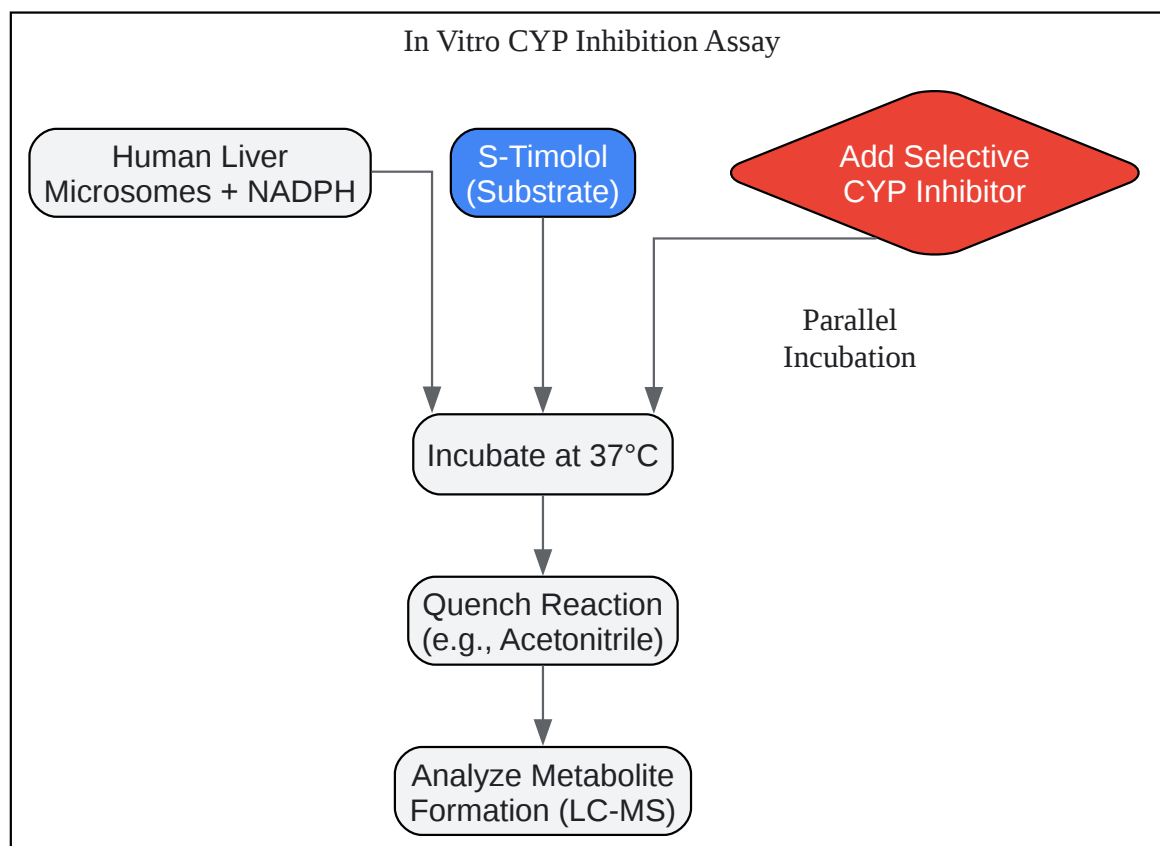 In Vitro CYP Inhibition Assay
Human Liver
Microsomes + NADPH
S-Timolol
(Substrate)
Add Selective
CYP Inhibitor
Parallel
Incubation
Incubate at 37°C
Quench Reaction
(e.g., Acetonitrile)
Analyze Metabolite
Formation (LC-MS)